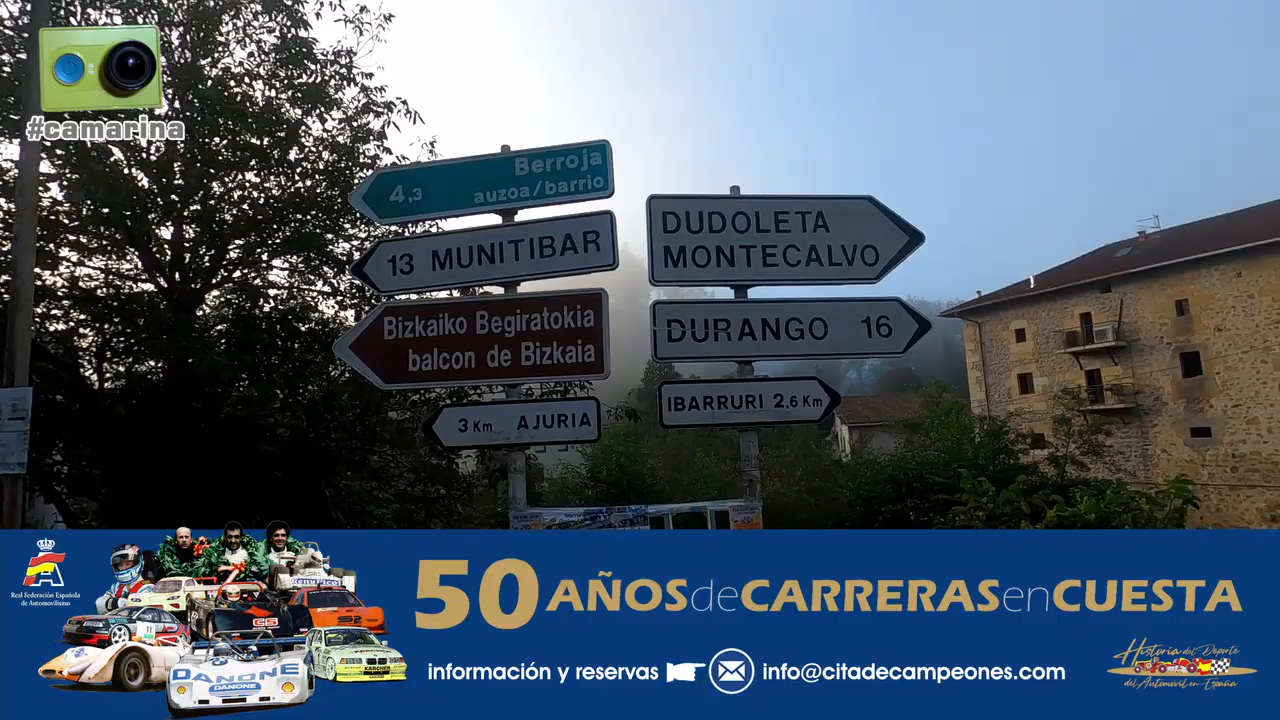 #camarina
Berroja
4,3 auzoa/barrio
13 MUNITIBAR
Bizkaiko Begiratokia
balcon de Bizkaia
3 Km AJURIA
DUDOLETA
MONTECALVO
DURANGO 16
IBARRURI 2,6 Km
Real Federación Española
de Automovilismo
50 AÑOS de CARRERAS en CUESTA
información y reservas info@citadecampeones.com
DANONE
DANONE
KARCHER
Historia del Deporte
del Automóvil en España